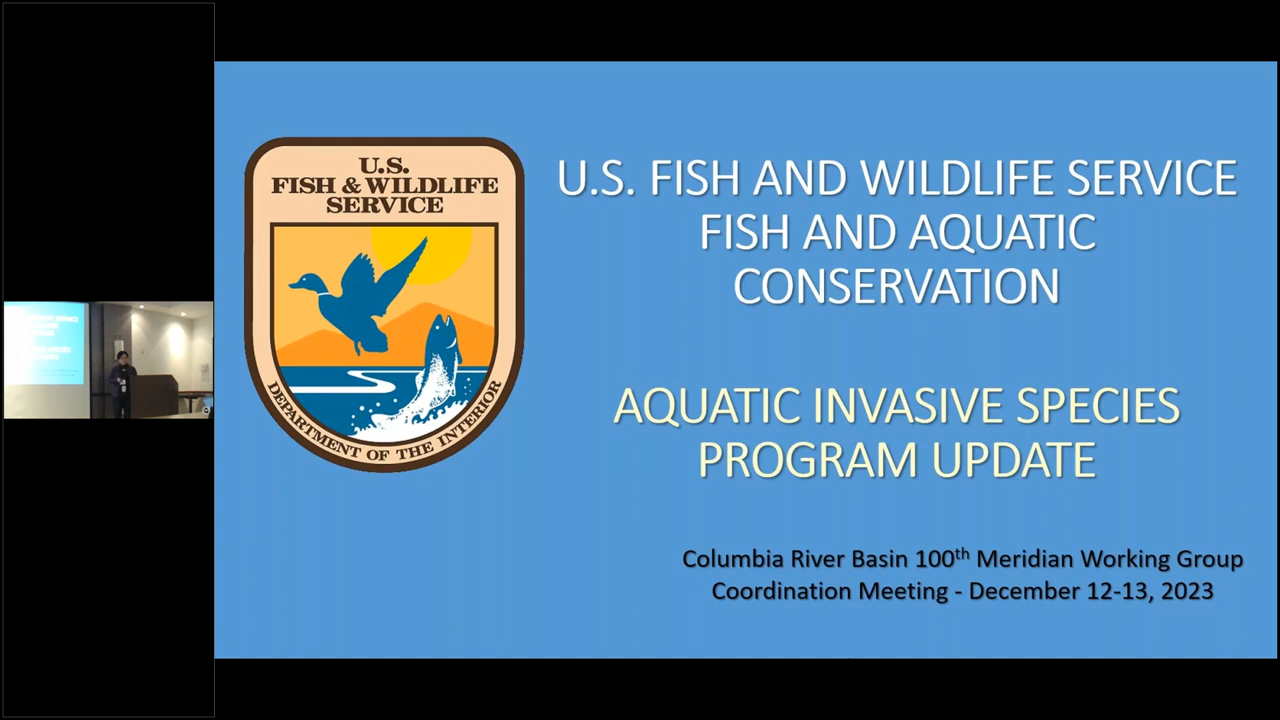 U.S.
FISH & WILDLIFE
SERVICE
DEPARTMENT OF THE INTERIOR
U.S. FISH AND WILDLIFE SERVICE
FISH AND AQUATIC
CONSERVATION
AQUATIC INVASIVE SPECIES
PROGRAM UPDATE
Columbia River Basin 100th Meridian Working Group
Coordination Meeting - December 12-13, 2023